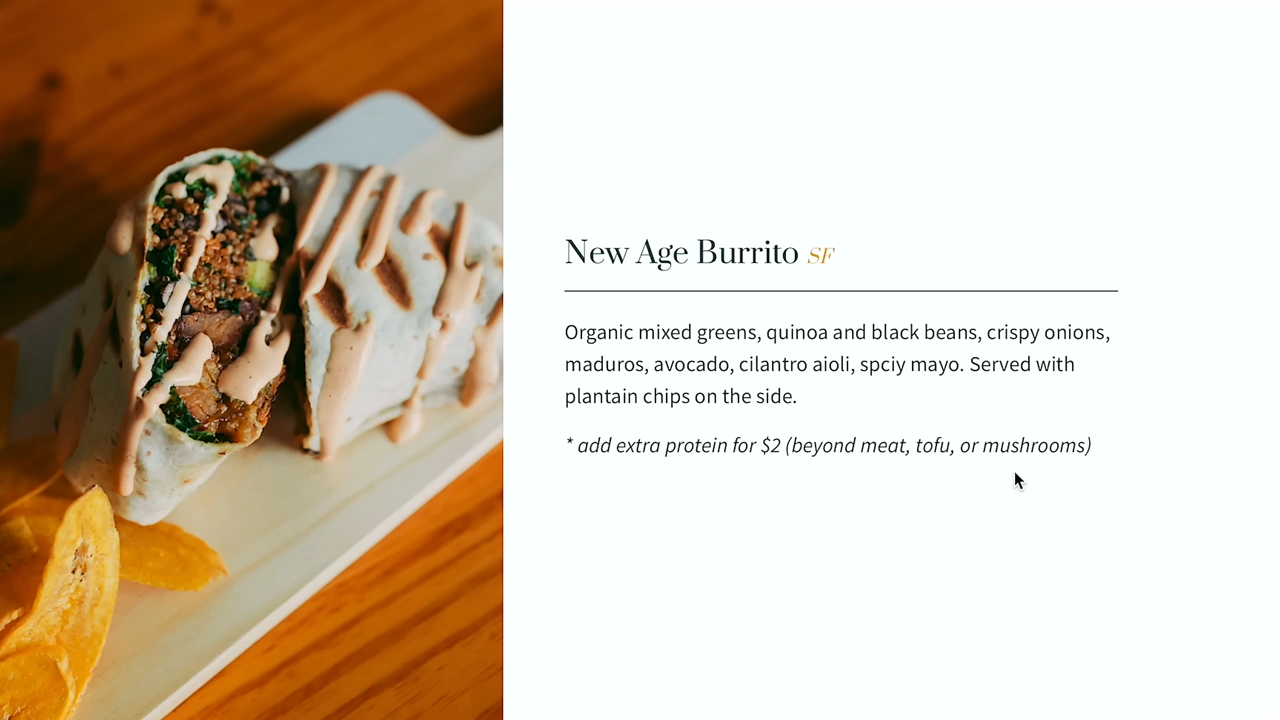 New Age Burrito SF
Organic mixed greens, quinoa and black beans, crispy onions,
maduros, avocado, cilantro aioli, spciy mayo. Served with
plantain chips on the side.
* add extra protein for $2 (beyond meat, tofu, or mushrooms)